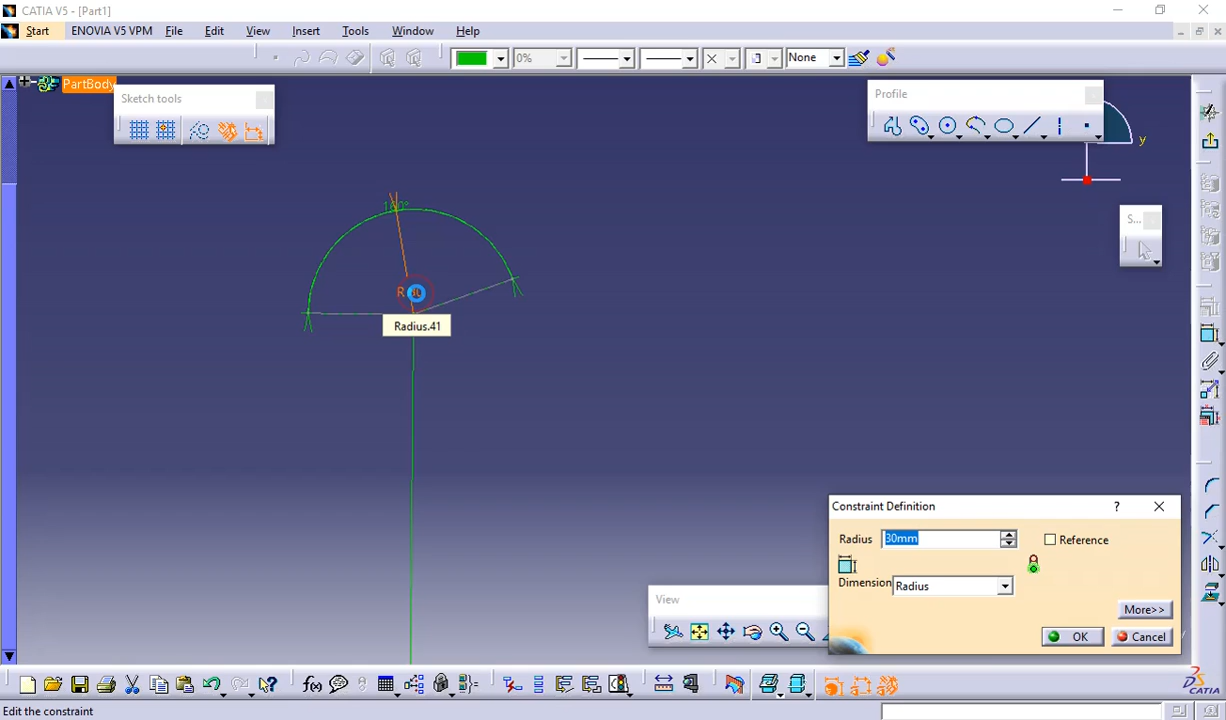 CATIA V5 - [Part1]
Start ENOVIA V5 VPM File Edit View Insert Tools Window Help
0% None
PartBody
Sketch tools
Profile
y
S...
R
Radius.41
Constraint Definition ?
Radius 30mm Reference
Dimension Radius
More>>
OK Cancel
View
f(x)
Edit the constraint